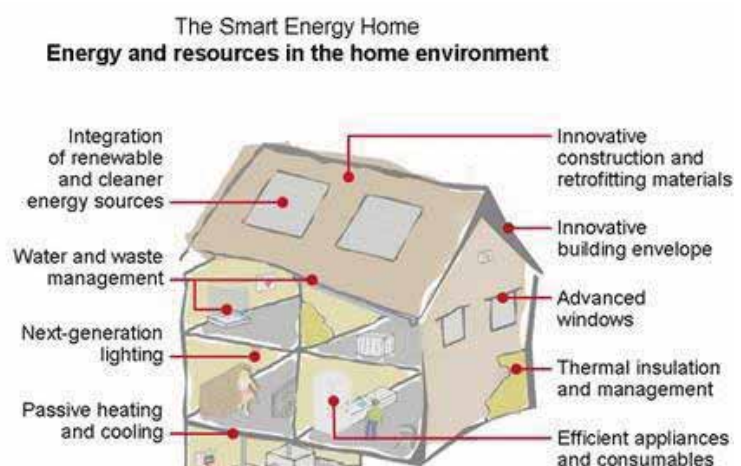 The Smart Energy Home
Energy and resources in the home environment
Integration
of renewable
and cleaner
energy sources
Water and waste
management
Next-generation
lighting
Passive heating
and cooling
Innovative
construction and
retrofitting materials
Innovative
building envelope
Advanced
windows
Thermal insulation
and management
Efficient appliances
and consumables